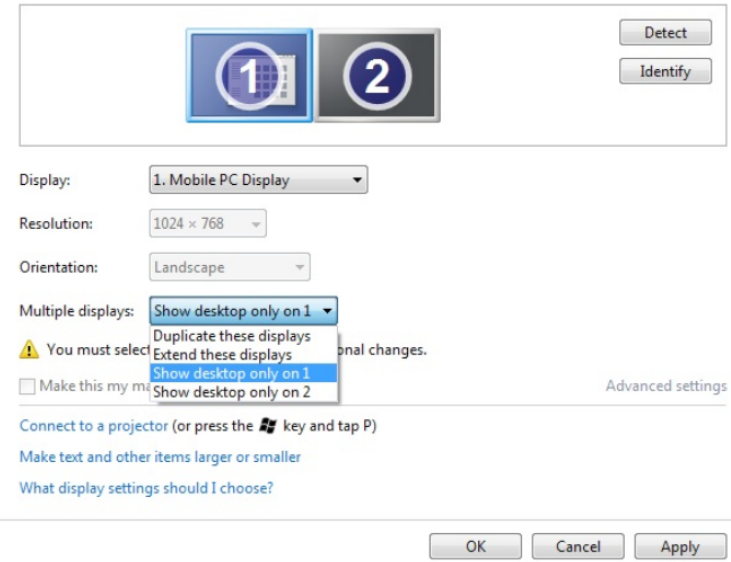 1 2
Detect
Identify
Display: 1. Mobile PC Display
Resolution: 1024 × 768
Orientation: Landscape
Multiple displays: Show desktop only on 1
Duplicate these displays
You must selec onal changes.
Extend these displays
Show desktop only on 1
Make this my ma Advanced settings
Show desktop only on 2
Connect to a projector (or press the key and tap P)
Make text and other items larger or smaller
What display settings should I choose?
OK Cancel Apply